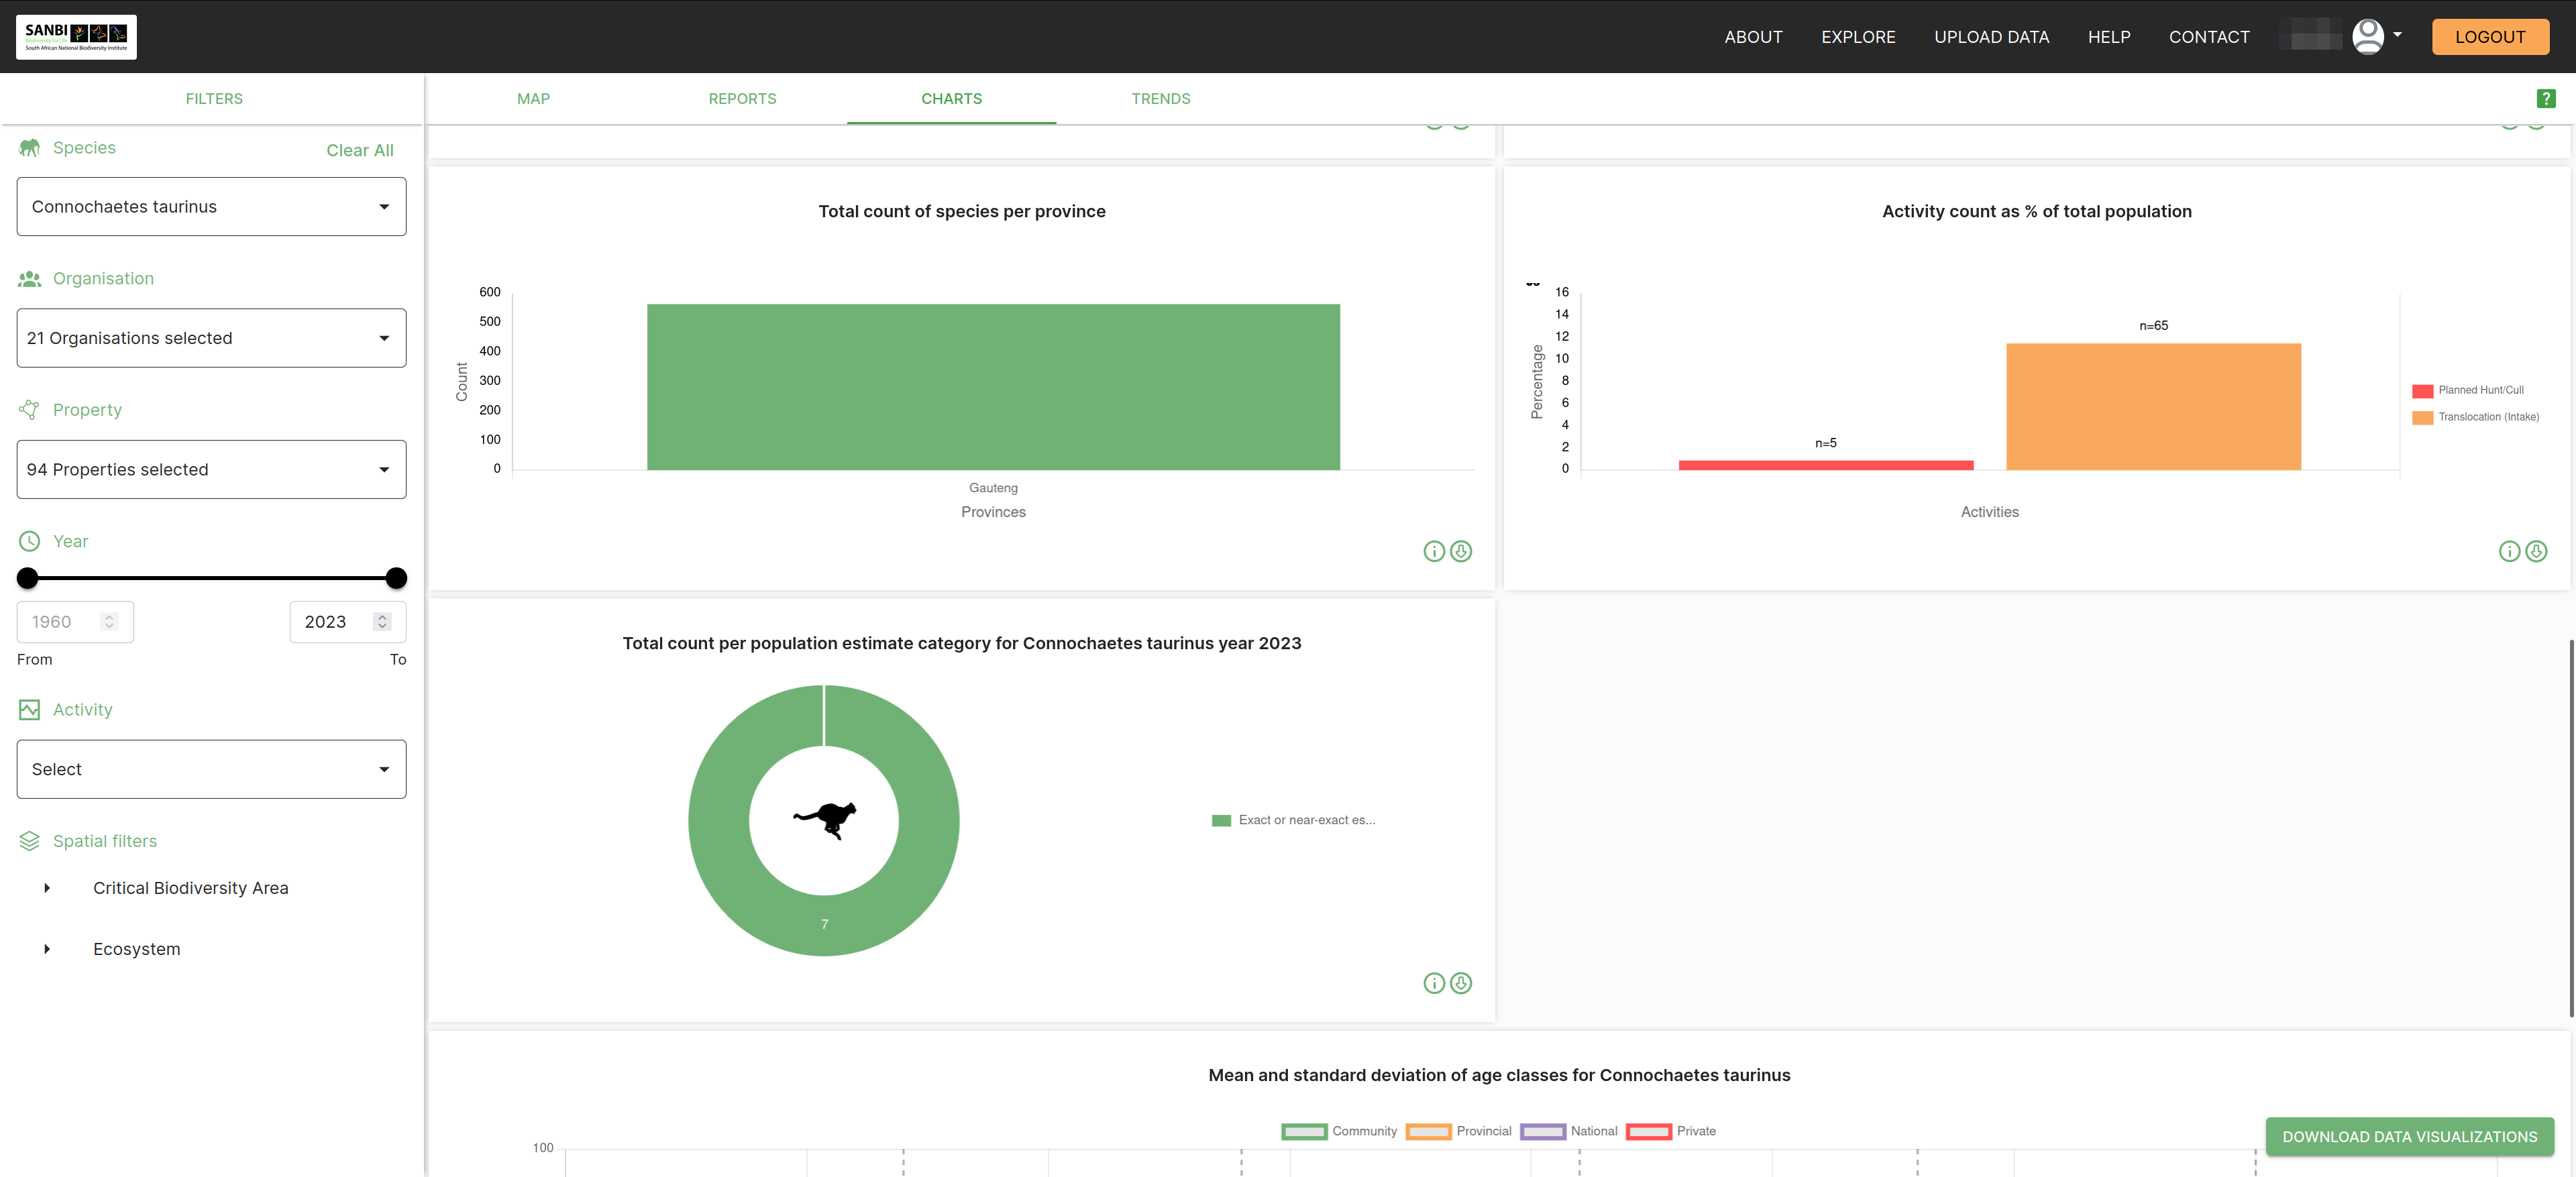 SANBI
Biodiversity for Life
South African National Biodiversity Institute
ABOUT
EXPLORE
UPLOAD DATA
HELP
CONTACT
LOGOUT
FILTERS
MAP
REPORTS
CHARTS
TRENDS
?
Species
Clear All
Connochaetes taurinus
Organisation
21 Organisations selected
Property
94 Properties selected
Year
1960
2023
From
To
Activity
Select
Spatial filters
Critical Biodiversity Area
Ecosystem
Total count of species per province
600
500
400
300
200
100
0
Count
Gauteng
Provinces
Activity count as % of total population
16
14
12
10
8
6
4
2
0
Percentage
n=5
n=65
Planned Hunt/Cull
Translocation (Intake)
Activities
Total count per population estimate category for Connochaetes taurinus year 2023
7
Exact or near-exact es...
Mean and standard deviation of age classes for Connochaetes taurinus
Community
Provincial
National
Private
100
DOWNLOAD DATA VISUALIZATIONS